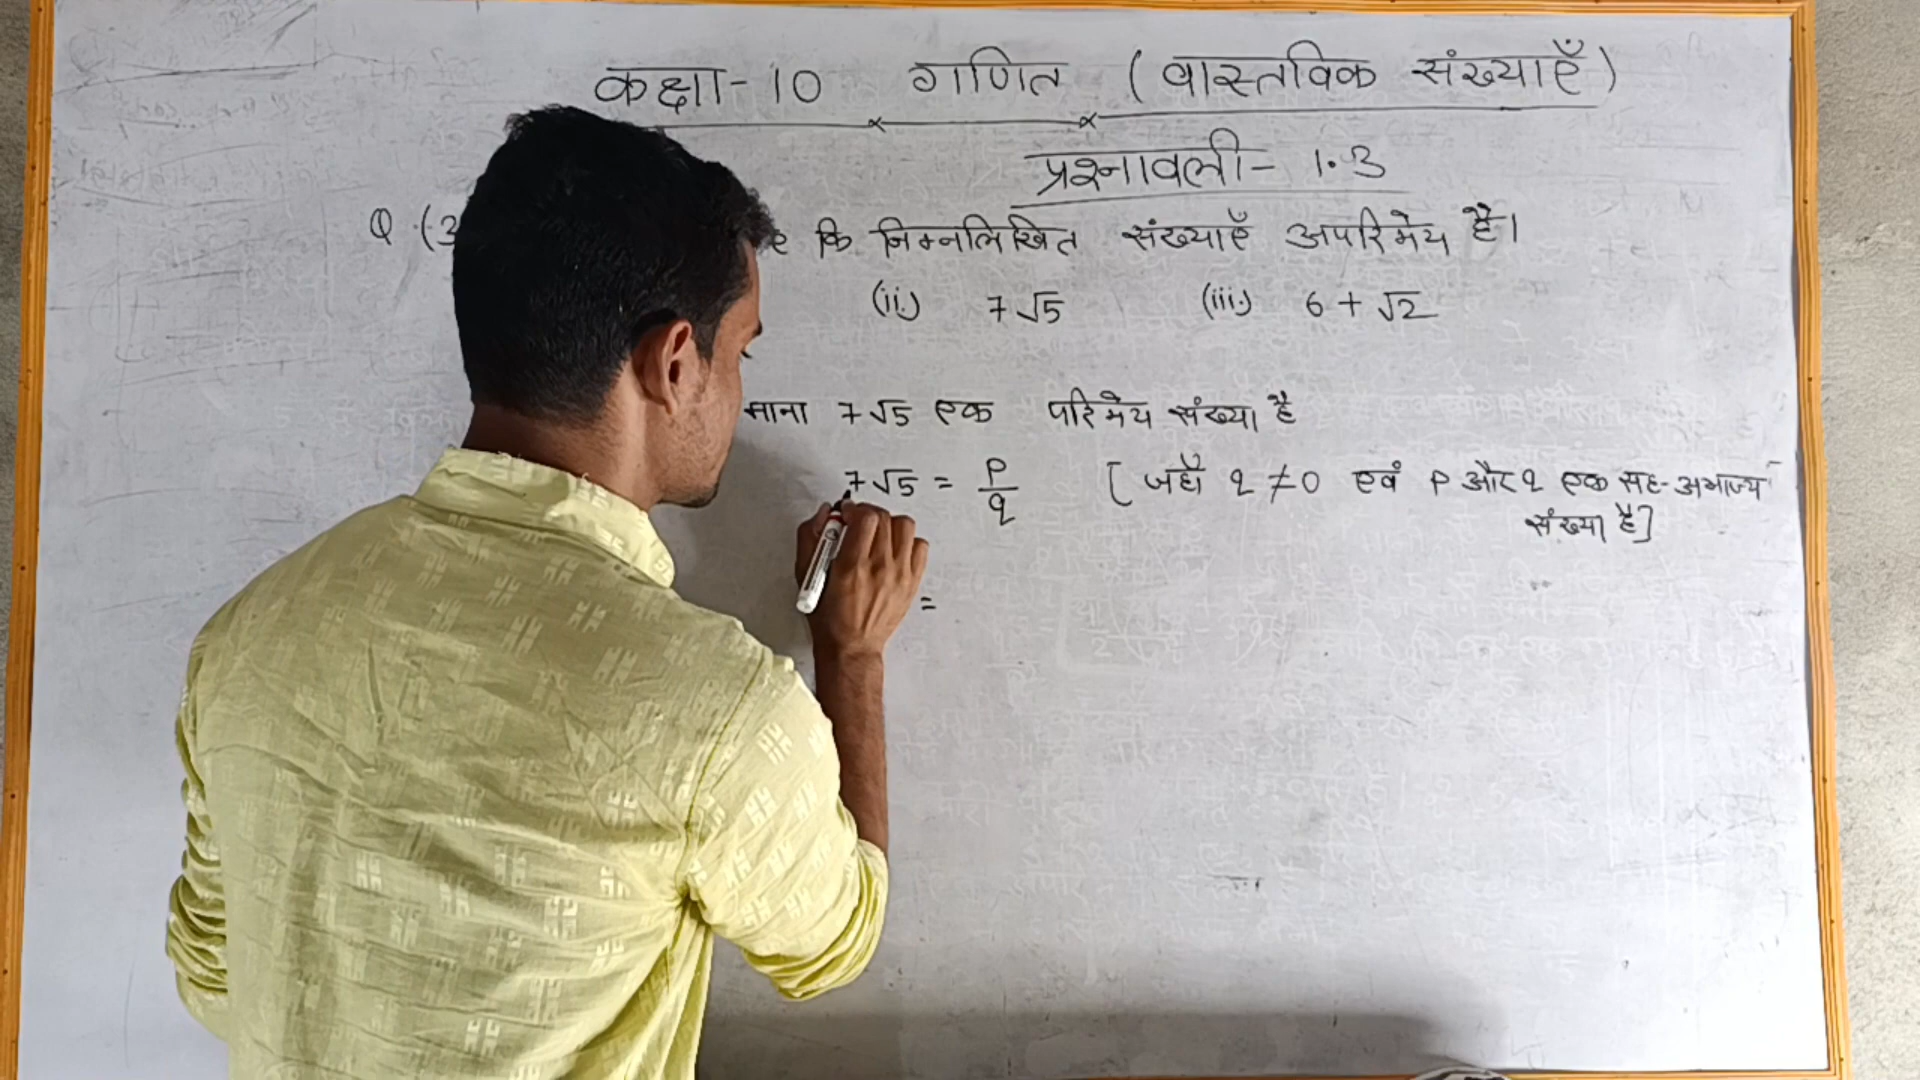 कक्षा-10 गणित (वास्तविक संख्याएँ)
प्रश्नावली- 1.3
Q.(3 कि निम्नलिखित संख्याएँ अपरिमेय हैं।
(ii) 7√5 (iii) 6+√2
माना 7√5 एक परिमेय संख्या है
7√5 = p/q [जहाँ q ≠ 0 एवं P और q एक सह-अभाज्य
संख्या है]
=